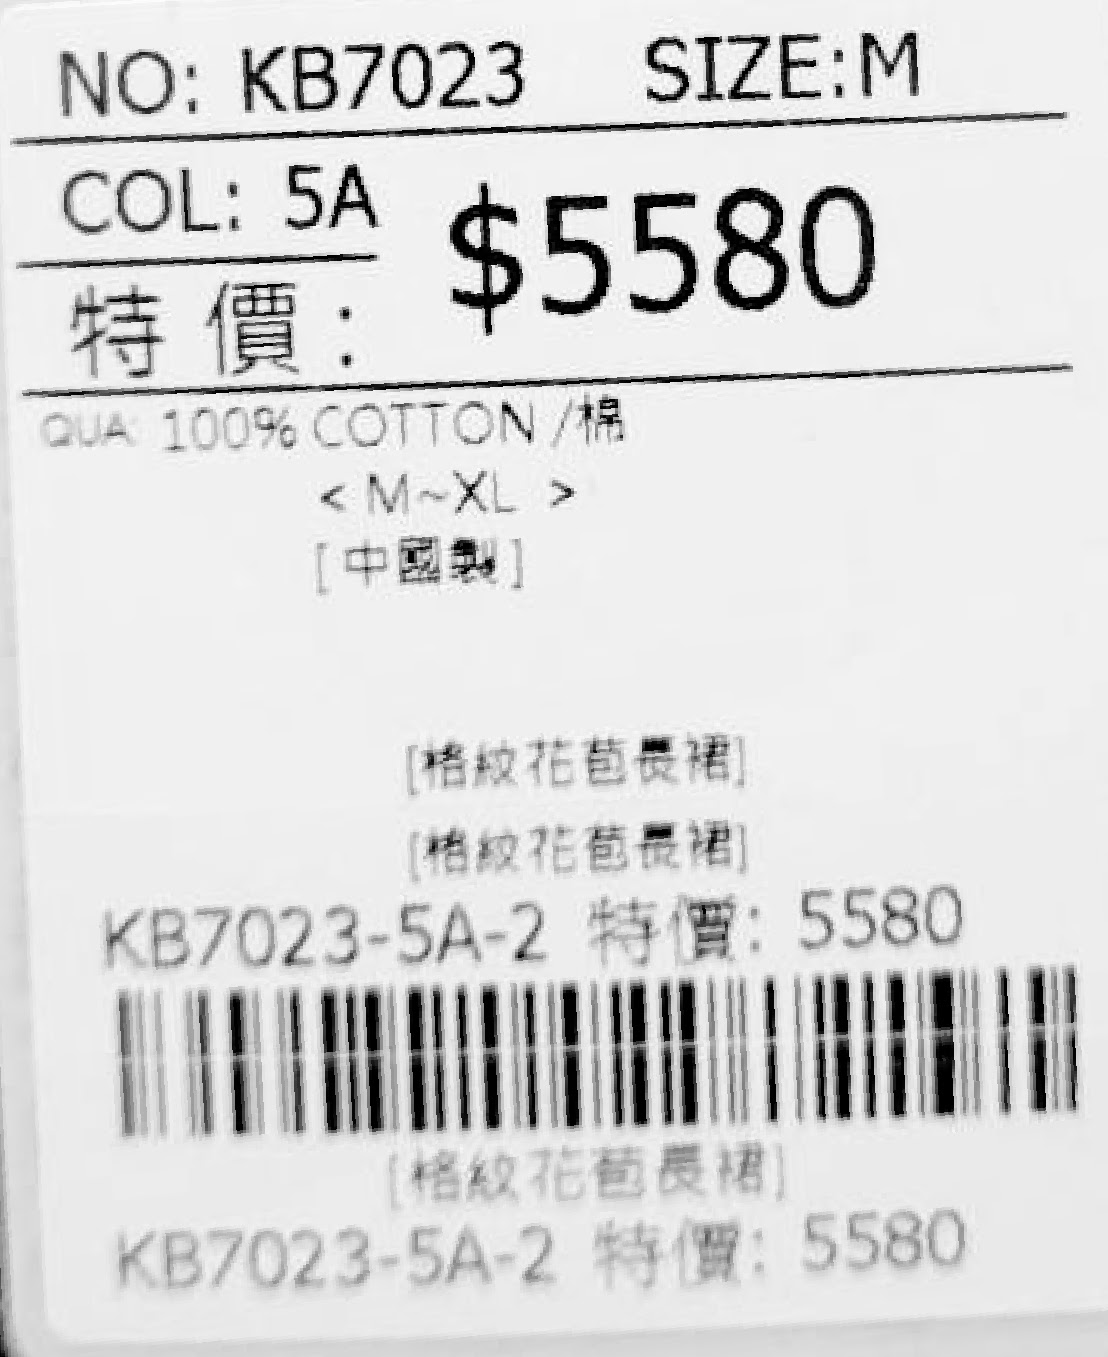 NO: KB7023 SIZE:M
COL: 5A
$5580
特價:
QUA: 100% COTTON /棉
< M~XL >
[中國製]
[格紋花苞長裙]
[格紋花苞長裙]
KB7023-5A-2 特價: 5580
[格紋花苞長裙]
KB7023-5A-2 特價: 5580